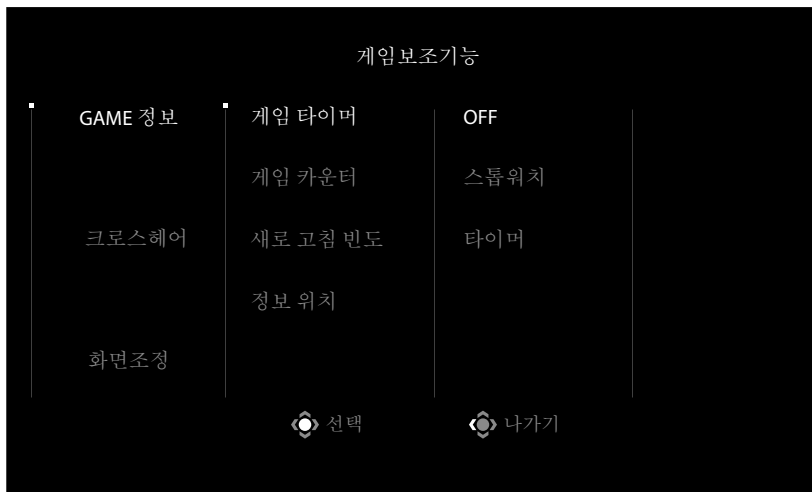 게임보조기능
GAME 정보 게임 타이머 OFF
게임 카운터 스톱위치
크로스헤어 새로 고침 빈도 타이머
정보 위치
화면조정
선택 나가기